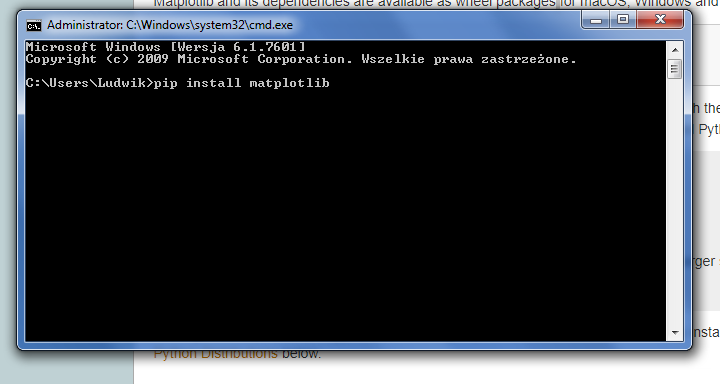 Matplotlib and its dependencies are available as wheel packages for macOS, Windows and
Administrator: C:\Windows\system32\cmd.exe
Microsoft Windows [Wersja 6.1.7601]
Copyright (c) 2009 Microsoft Corporation. Wszelkie prawa zastrzeżone.
C:\Users\Ludwik>pip install matplotlib
the
Pyt
rger
Python Distributions below.